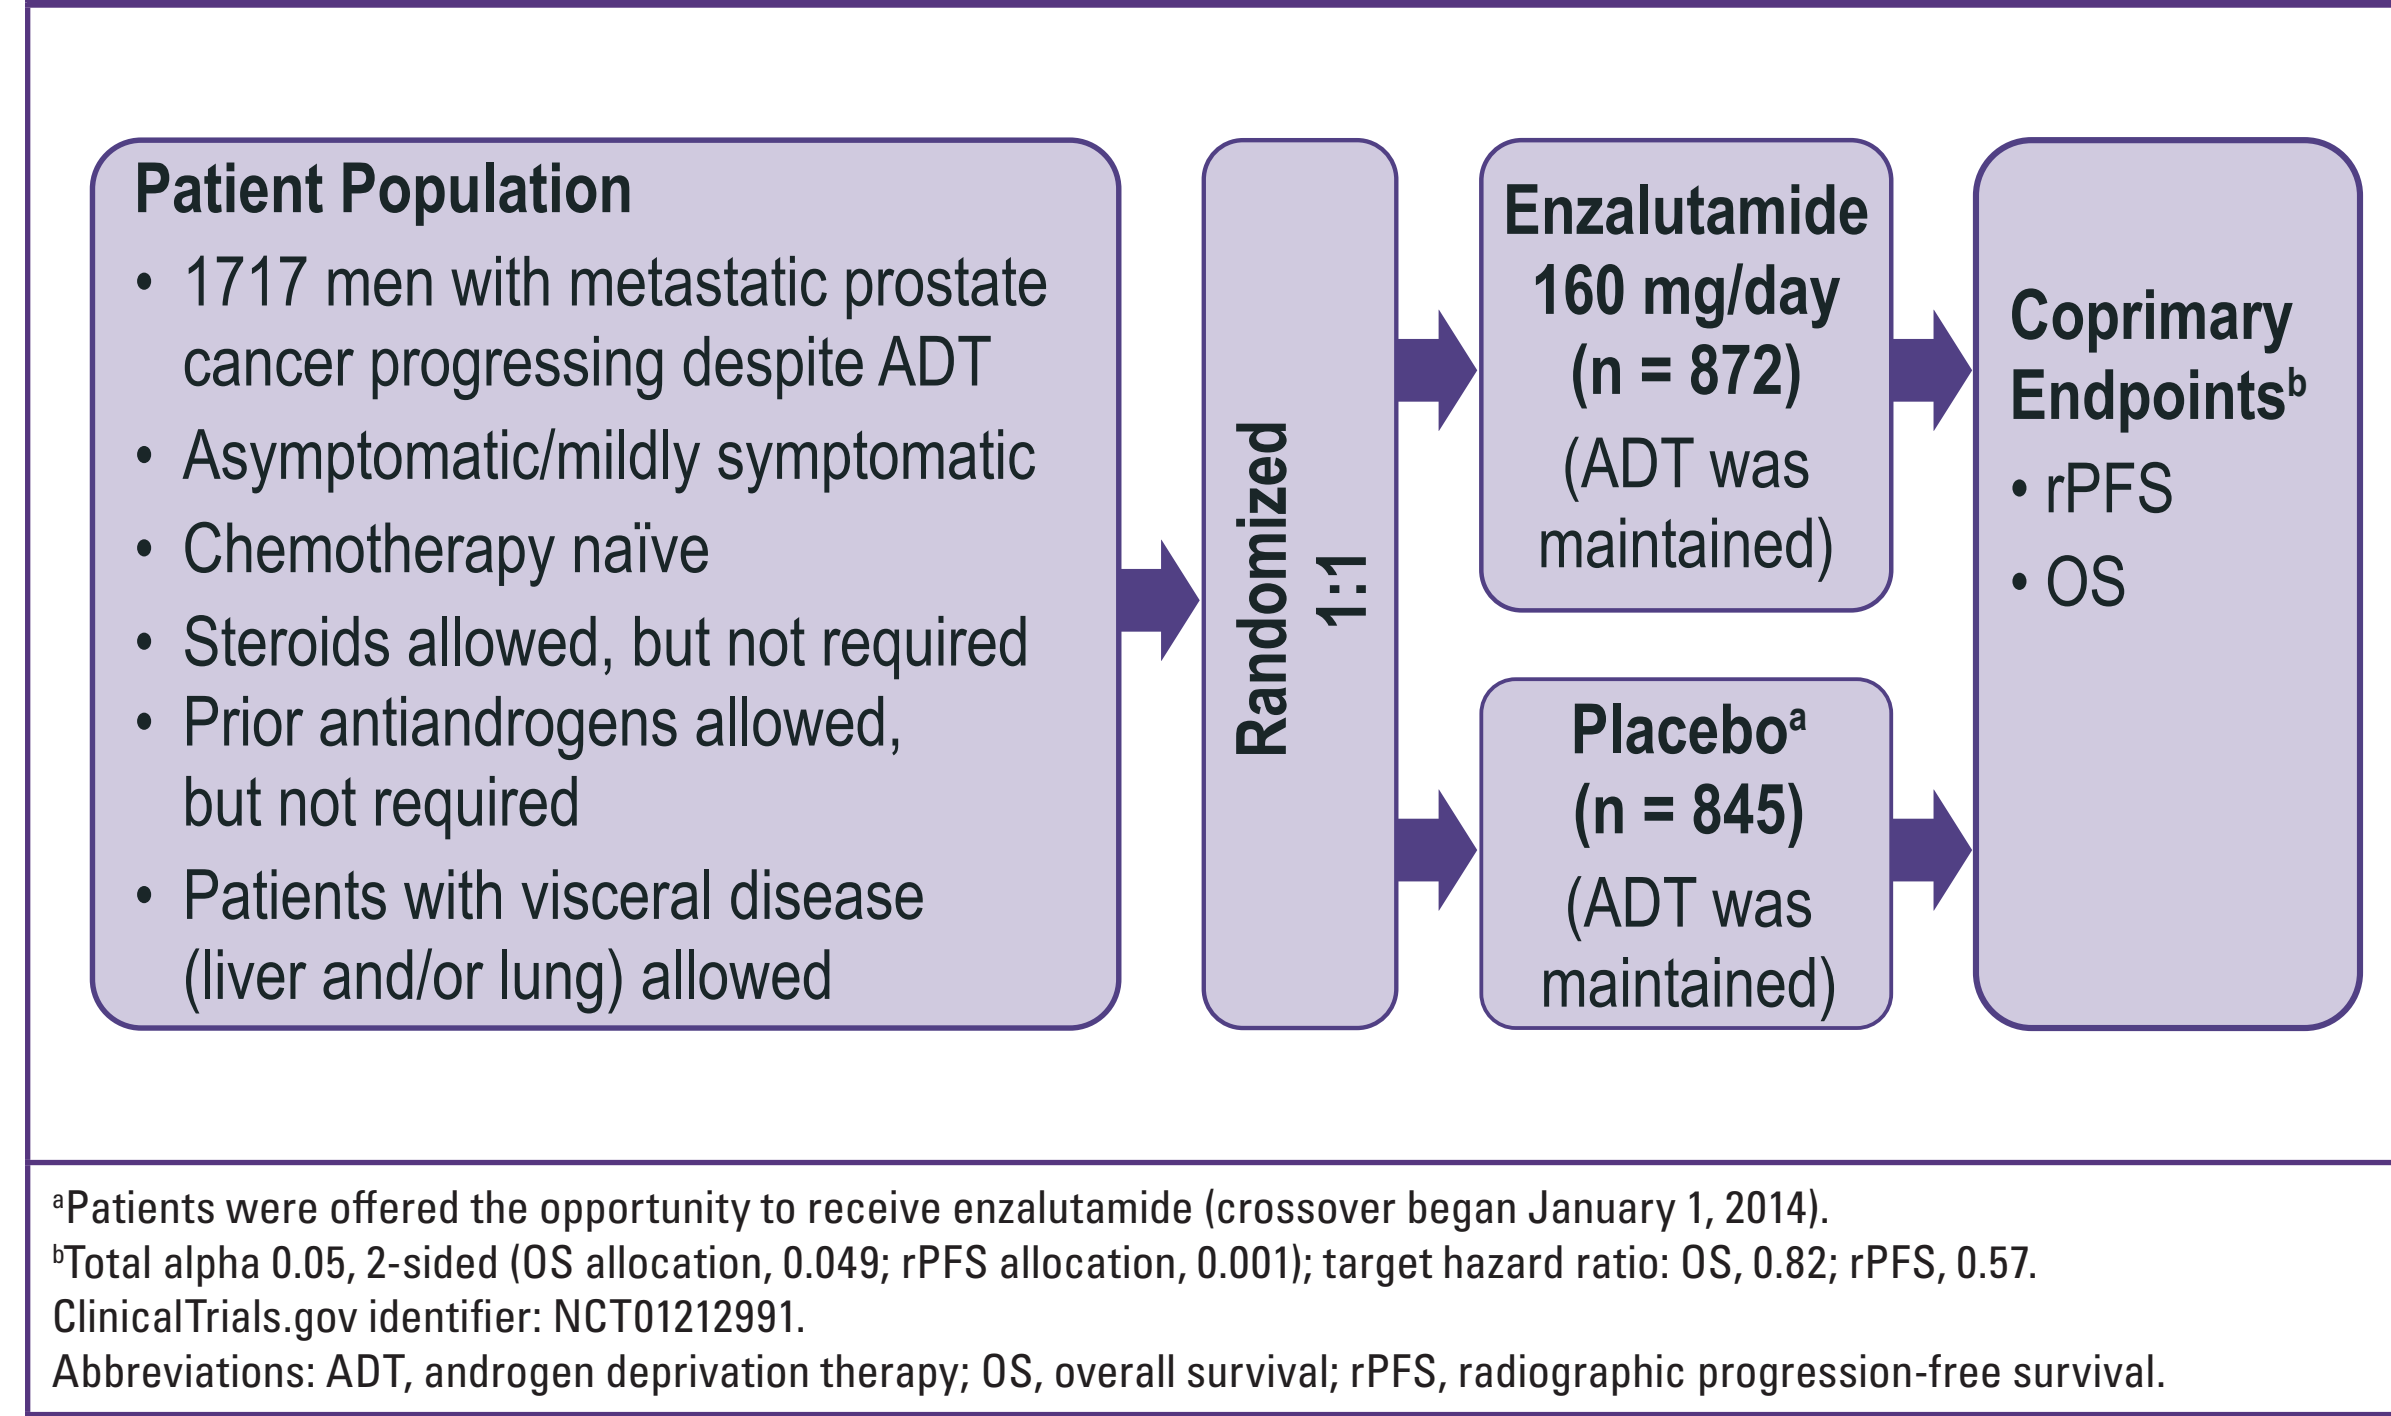 Patient Population
• 1717 men with metastatic prostate
cancer progressing despite ADT
• Asymptomatic/mildly symptomatic
• Chemotherapy naïve
• Steroids allowed, but not required
• Prior antiandrogens allowed,
but not required
• Patients with visceral disease
(liver and/or lung) allowed
Randomized
1:1
Enzalutamide
160 mg/day
(n = 872)
(ADT was
maintained)
Placeboᵃ
(n = 845)
(ADT was
maintained)
Coprimary
Endpointsᵇ
• rPFS
• OS
ᵃPatients were offered the opportunity to receive enzalutamide (crossover began January 1, 2014).
ᵇTotal alpha 0.05, 2-sided (OS allocation, 0.049; rPFS allocation, 0.001); target hazard ratio: OS, 0.82; rPFS, 0.57.
ClinicalTrials.gov identifier: NCT01212991.
Abbreviations: ADT, androgen deprivation therapy; OS, overall survival; rPFS, radiographic progression-free survival.